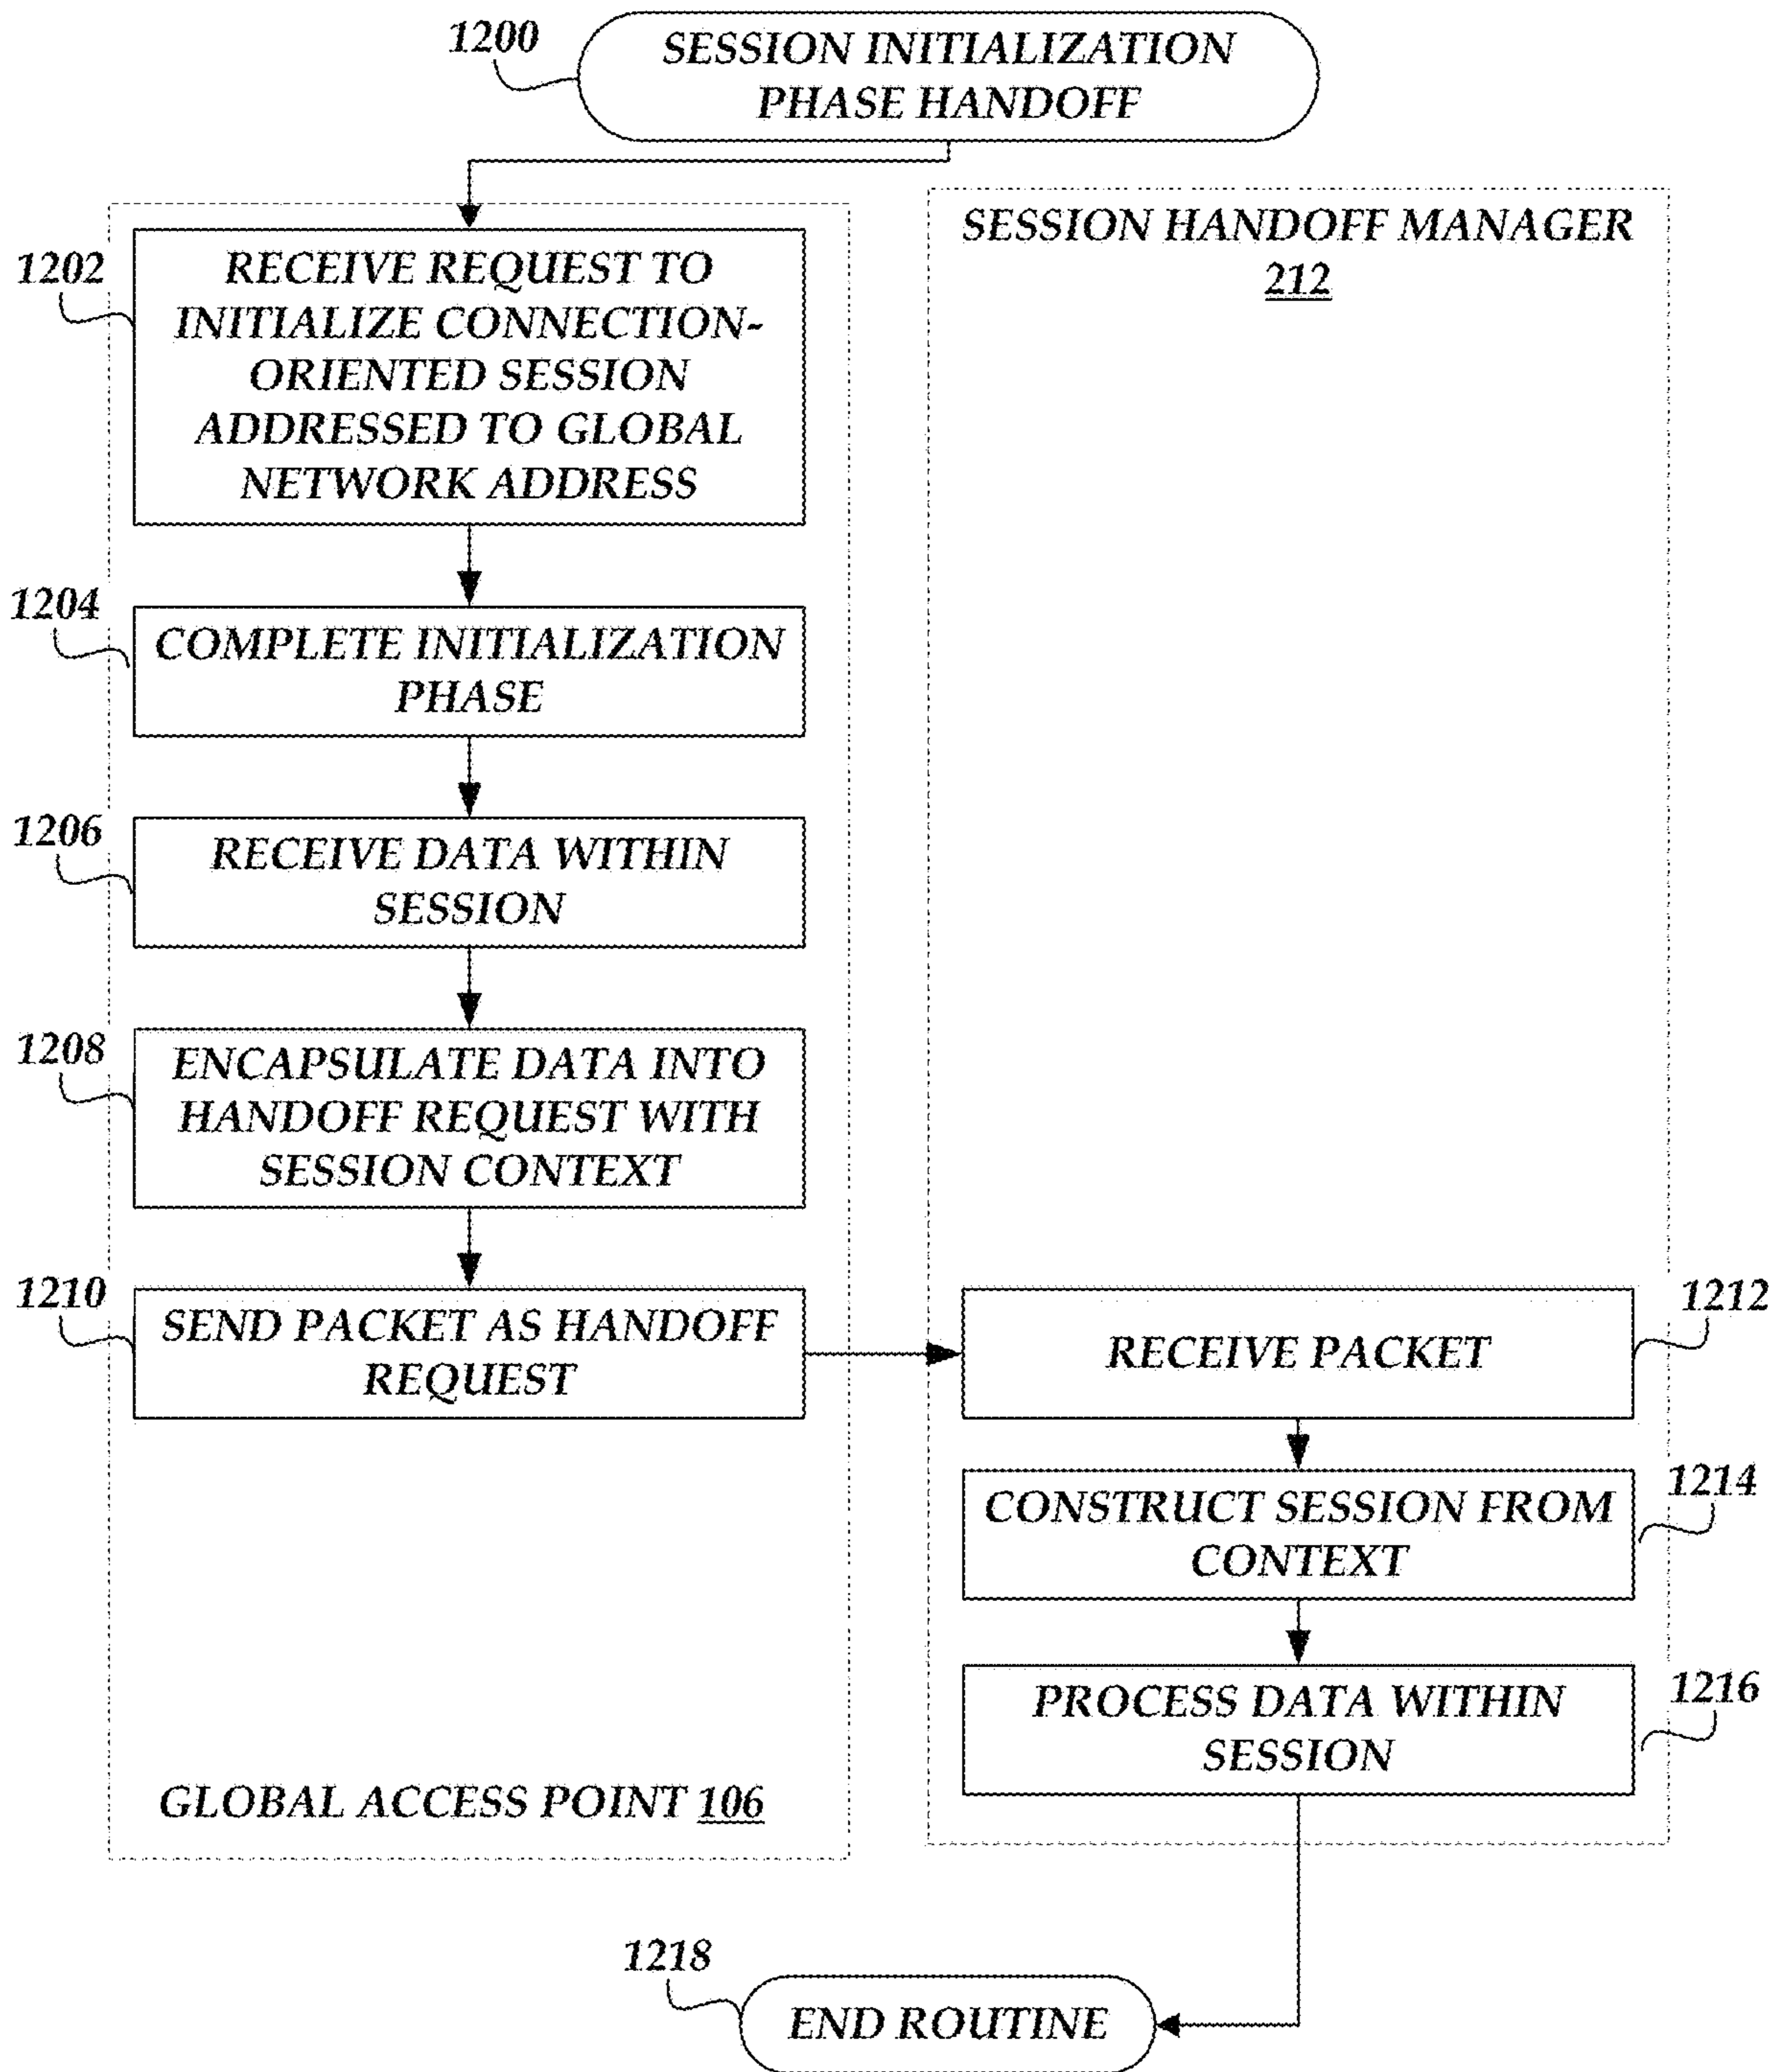 1200
SESSION INITIALIZATION
PHASE HANDOFF
SESSION HANDOFF MANAGER
212
1202
RECEIVE REQUEST TO
INITIALIZE CONNECTION-
ORIENTED SESSION
ADDRESSED TO GLOBAL
NETWORK ADDRESS
1204
COMPLETE INITIALIZATION
PHASE
1206
RECEIVE DATA WITHIN
SESSION
1208
ENCAPSULATE DATA INTO
HANDOFF REQUEST WITH
SESSION CONTEXT
1210
SEND PACKET AS HANDOFF
REQUEST
1212
RECEIVE PACKET
1214
CONSTRUCT SESSION FROM
CONTEXT
1216
PROCESS DATA WITHIN
SESSION
GLOBAL ACCESS POINT 106
1218
END ROUTINE